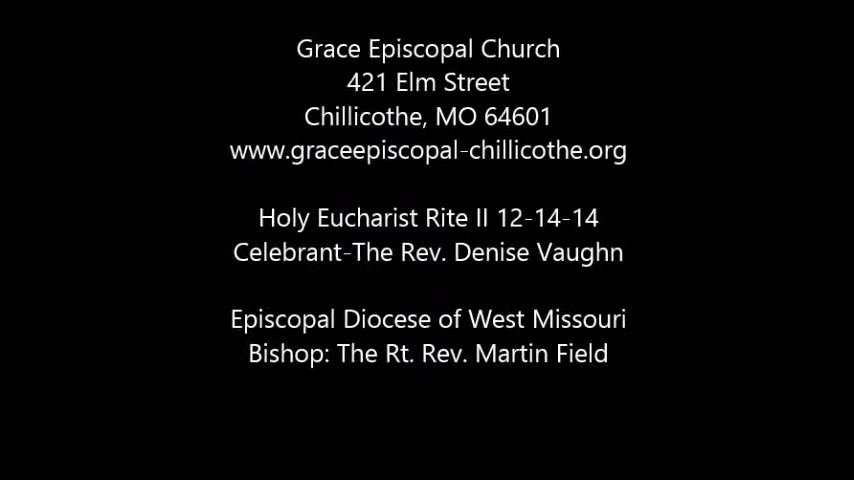 Grace Episcopal Church
421 Elm Street
Chillicothe, MO 64601
www.graceepiscopal-chillicothe.org
Holy Eucharist Rite II 12-14-14
Celebrant-The Rev. Denise Vaughn
Episcopal Diocese of West Missouri
Bishop: The Rt. Rev. Martin Field